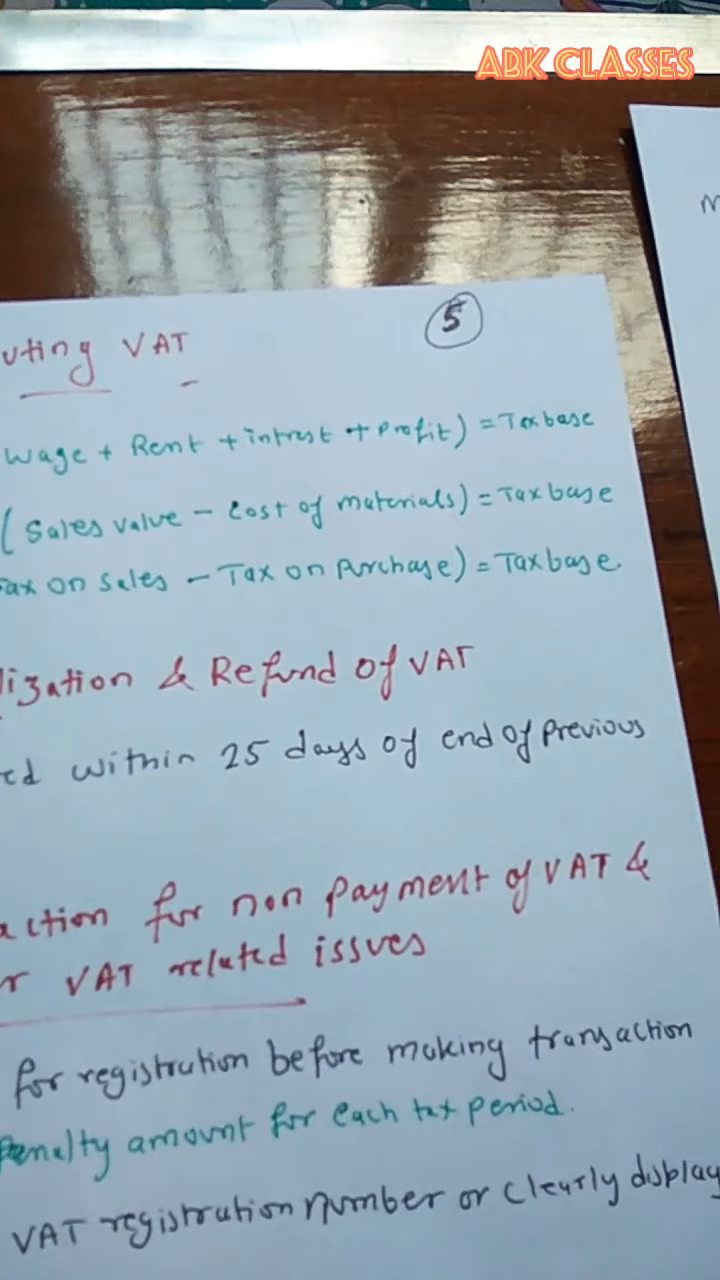 ABK CLASSES
5
uting VAT
Wage + Rent + intrest + Profit) = Taxbase
(Sales value - Cost of materials) = Tax base
Tax on sales - Tax on purchase) = Tax base
lization & Refund of VAT
ed within 25 days of end of previous
action for non payment of VAT &
r VAT related issues
for registration before making transaction
Penalty amount for each tax period.
VAT registration number or clearly display